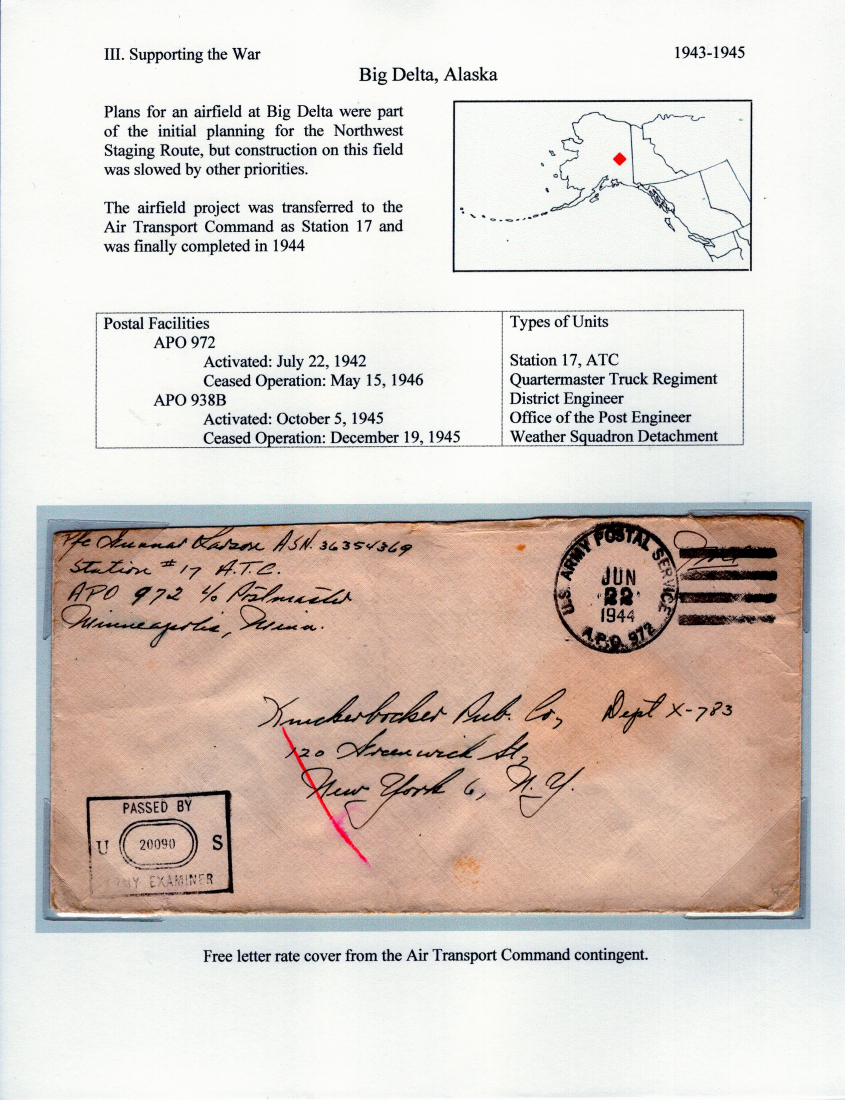 III. Supporting the War 1943-1945
Big Delta, Alaska
Plans for an airfield at Big Delta were part
of the initial planning for the Northwest
Staging Route, but construction on this field
was slowed by other priorities.
The airfield project was transferred to the
Air Transport Command as Station 17 and
was finally completed in 1944
Postal Facilities
APO 972
Activated: July 22, 1942
Ceased Operation: May 15, 1946
APO 938B
Activated: October 5, 1945
Ceased Operation: December 19, 1945
Types of Units
Station 17, ATC
Quartermaster Truck Regiment
District Engineer
Office of the Post Engineer
Weather Squadron Detachment
Pfc Gunnar Larson ASN. 36354369
Station #17 A.T.C.
APO 972 c/o Postmaster
Minneapolis, Minn.
U.S. ARMY POSTAL SERVICE
JUN
22
1944
A.P.O. 972
Free
Knickerbocker Pub. Co, Dept X-783
120 Greenwich St,
New York 6, N.Y.
PASSED BY
U 20090 S
ARMY EXAMINER
Free letter rate cover from the Air Transport Command contingent.